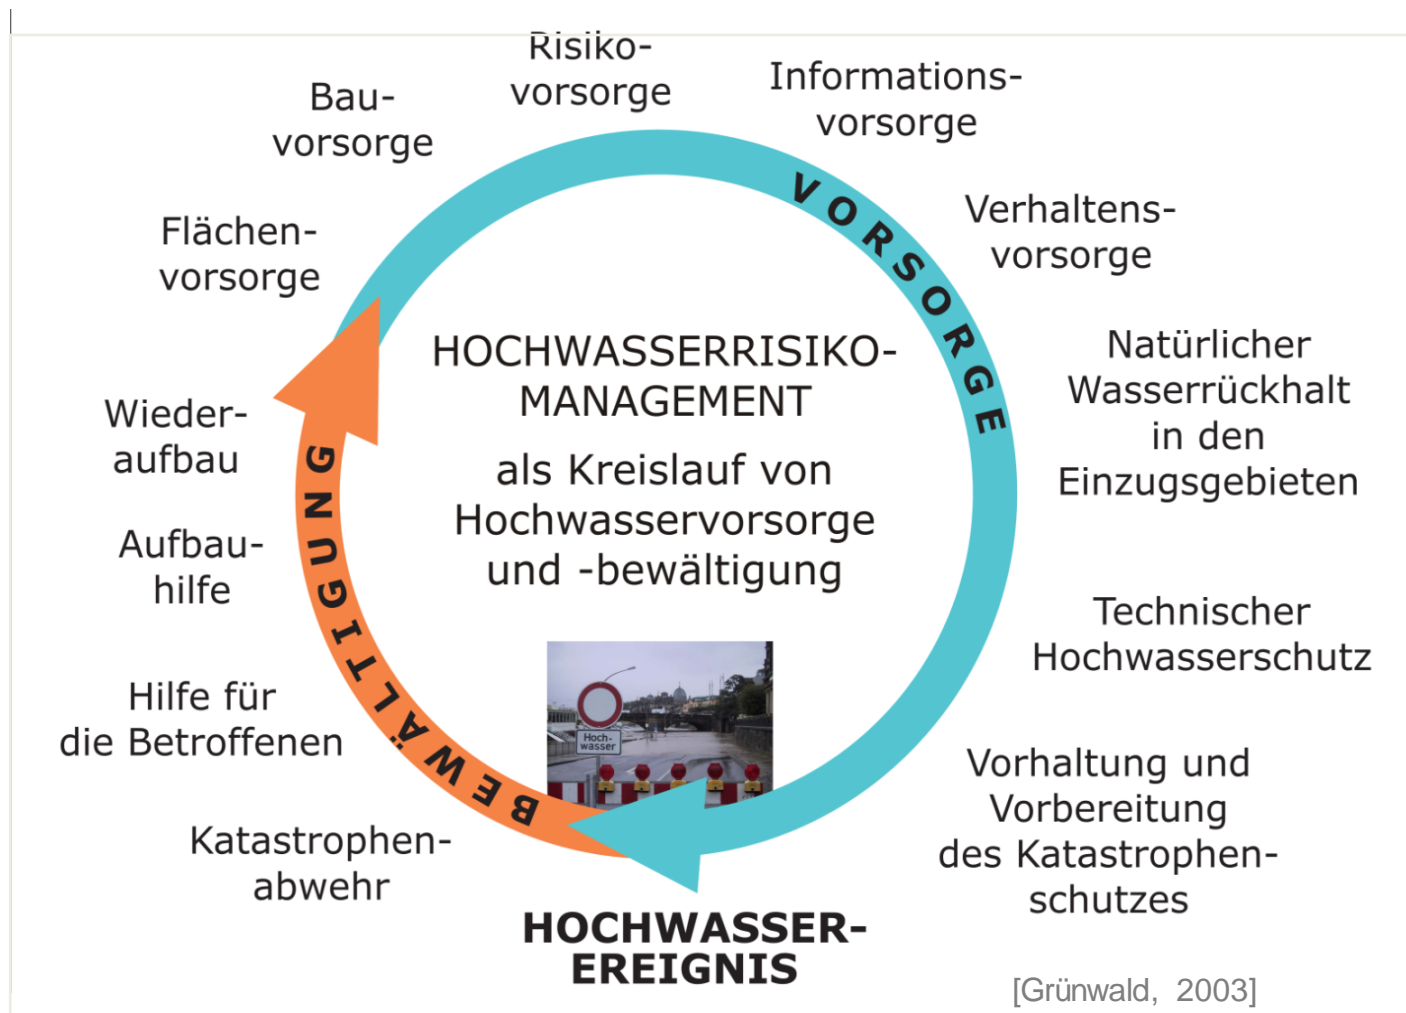 Risiko-
vorsorge
Informations-
vorsorge
Bau-
vorsorge
Verhaltens-
vorsorge
Flächen-
vorsorge
VORSORGE
Natürlicher
Wasserrückhalt
in den
Einzugsgebieten
HOCHWASSERRISIKO-
MANAGEMENT
als Kreislauf von
Hochwasservorsorge
und -bewältigung
Wieder-
aufbau
Aufbau-
hilfe
BEWÄLTIGUNG
Technischer
Hochwasserschutz
Hilfe für
die Betroffenen
Hoch-
wasser
Vorhaltung und
Vorbereitung
des Katastrophen-
schutzes
Katastrophen-
abwehr
HOCHWASSER-
EREIGNIS
[Grünwald, 2003]